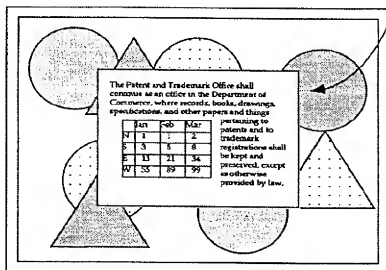 The Patent and Trademark Office shall
continue as an office in the Department of
Commerce, where records, books, drawings,
specifications, and other papers and things
pertaining to
patents and to
trademark
registrations shall
be kept and
preserved, except
as otherwise
provided by law.
Jan Feb Mar
N 1 1 2
S 3 5 8
E 13 21 34
W 55 89 99